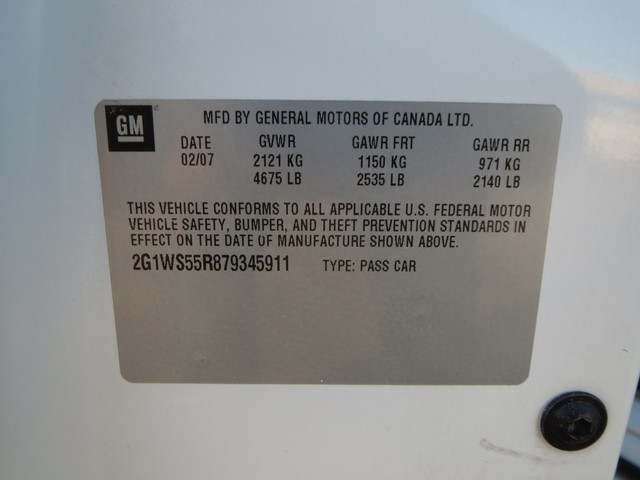 GM
MFD BY GENERAL MOTORS OF CANADA LTD.
DATE GVWR GAWR FRT GAWR RR
02/07 2121 KG 1150 KG 971 KG
4675 LB 2535 LB 2140 LB
THIS VEHICLE CONFORMS TO ALL APPLICABLE U.S. FEDERAL MOTOR
VEHICLE SAFETY, BUMPER, AND THEFT PREVENTION STANDARDS IN
EFFECT ON THE DATE OF MANUFACTURE SHOWN ABOVE.
2G1WS55R879345911 TYPE: PASS CAR